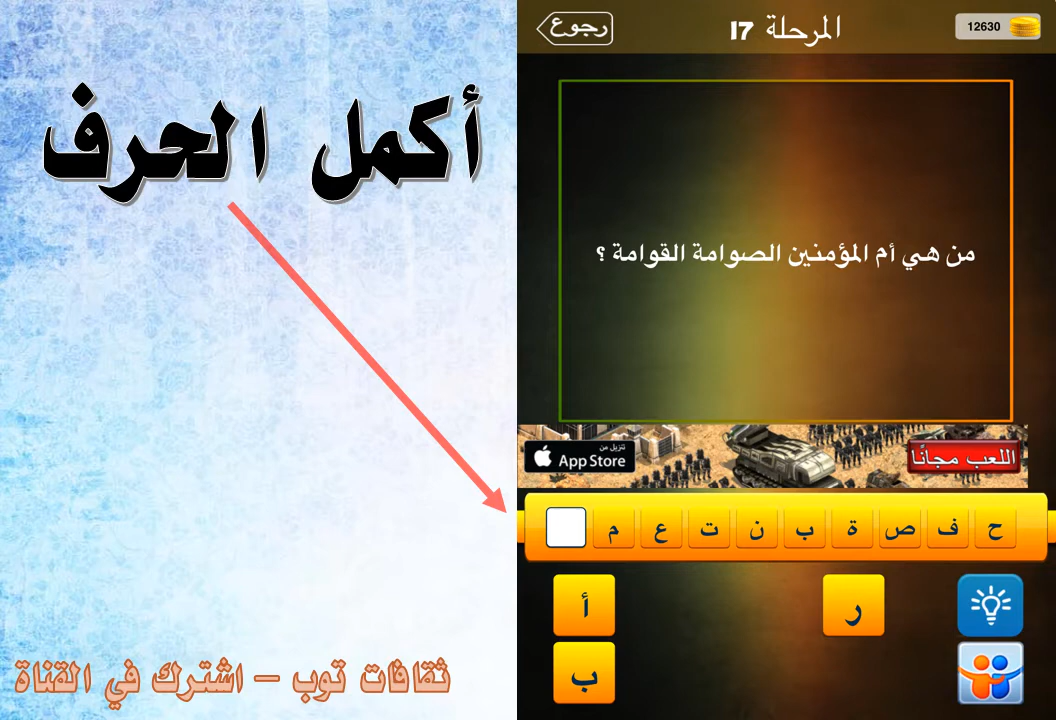 أكمل الحرف
ثقافات توب – اشترك في القناة
رجوع
المرحلة 17
12630
من هي أم المؤمنين الصوامة القوامة ؟
تنزيل من
App Store
اللعب مجانًا
ح ف ص ة ب ن ت ع م
أ
ر
ب